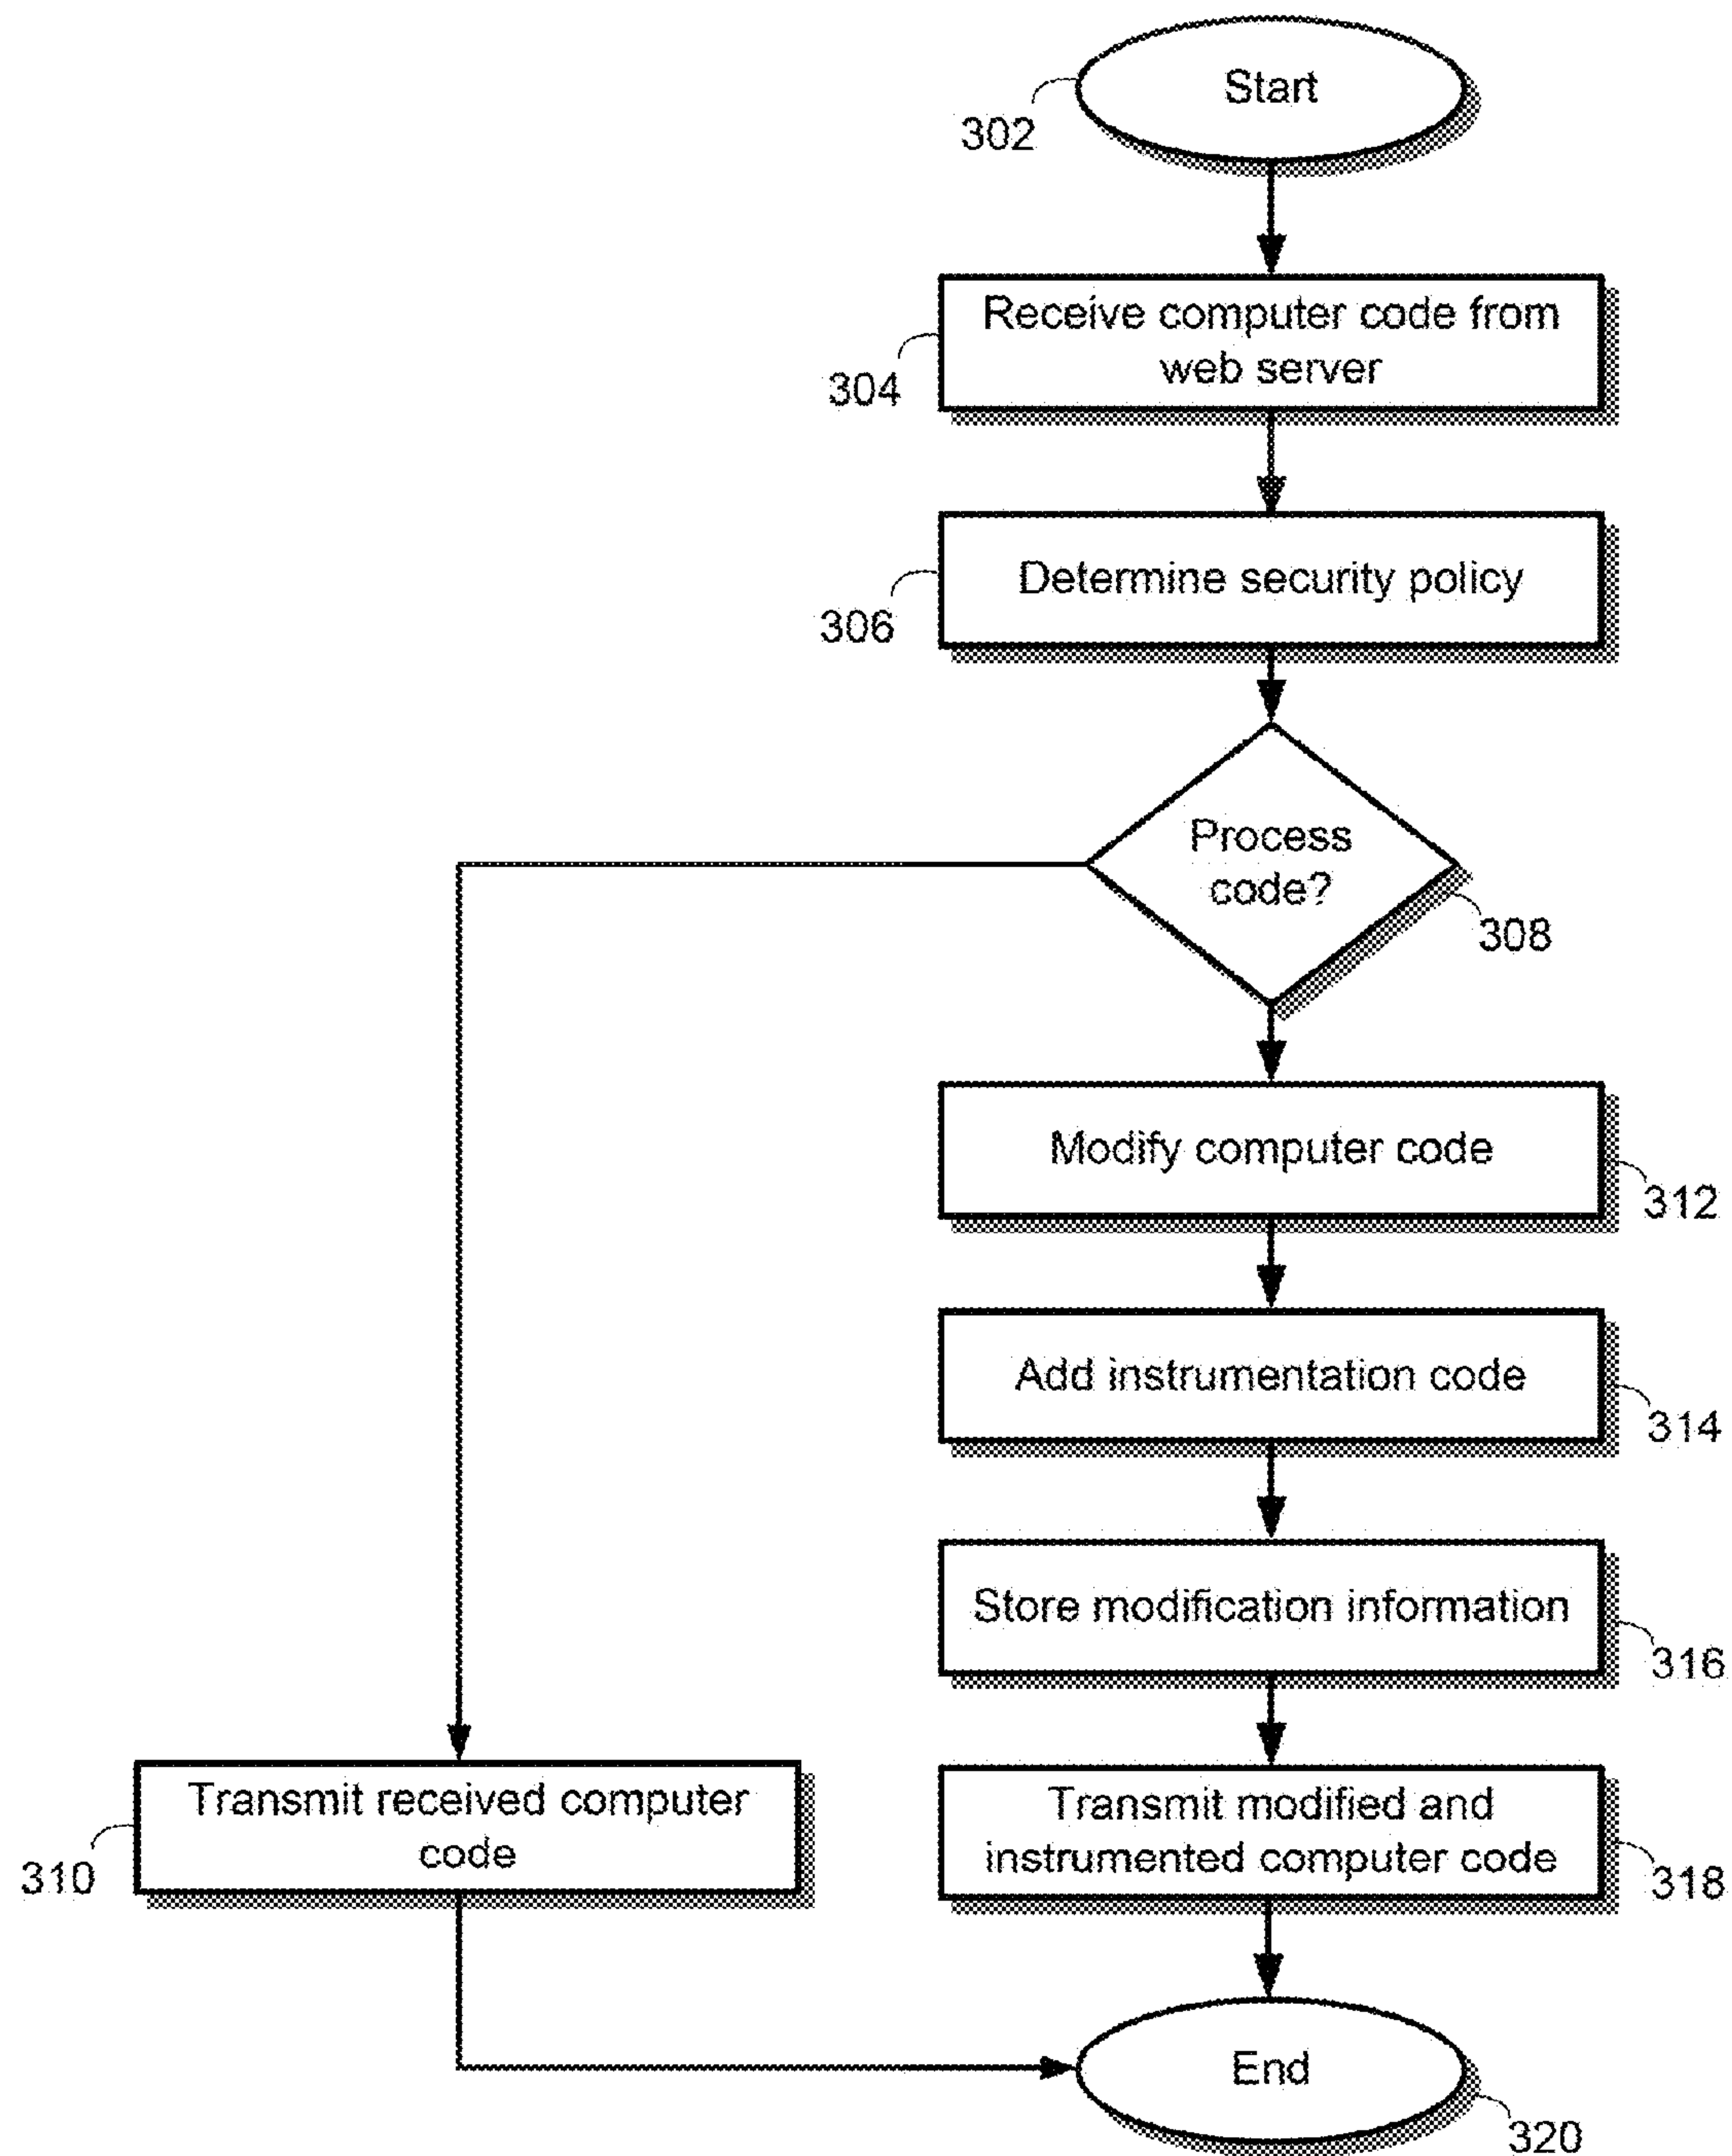 Start
302
Receive computer code from
web server
304
Determine security policy
306
Process
code?
308
Modify computer code
312
Add instrumentation code
314
Store modification information
316
Transmit received computer
code
310
Transmit modified and
instrumented computer code
318
End
320